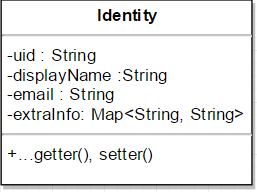 Identity
-uid : String
-displayName :String
-email : String
-extraInfo: Map<String, String>
+...getter(), setter()